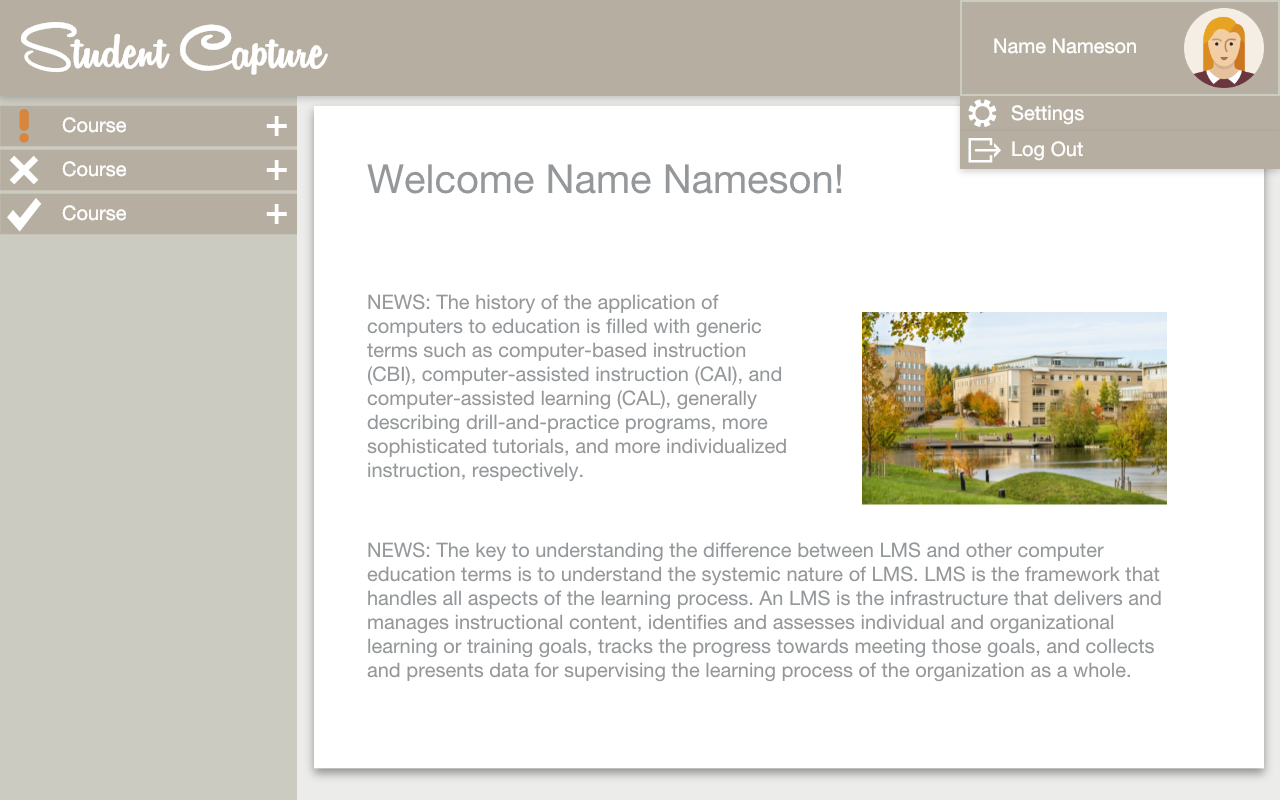 Student Capture
Name Nameson
Settings
Log Out
Course
Course
Course
Welcome Name Nameson!
NEWS: The history of the application of
computers to education is filled with generic
terms such as computer-based instruction
(CBI), computer-assisted instruction (CAI), and
computer-assisted learning (CAL), generally
describing drill-and-practice programs, more
sophisticated tutorials, and more individualized
instruction, respectively.
NEWS: The key to understanding the difference between LMS and other computer
education terms is to understand the systemic nature of LMS. LMS is the framework that
handles all aspects of the learning process. An LMS is the infrastructure that delivers and
manages instructional content, identifies and assesses individual and organizational
learning or training goals, tracks the progress towards meeting those goals, and collects
and presents data for supervising the learning process of the organization as a whole.